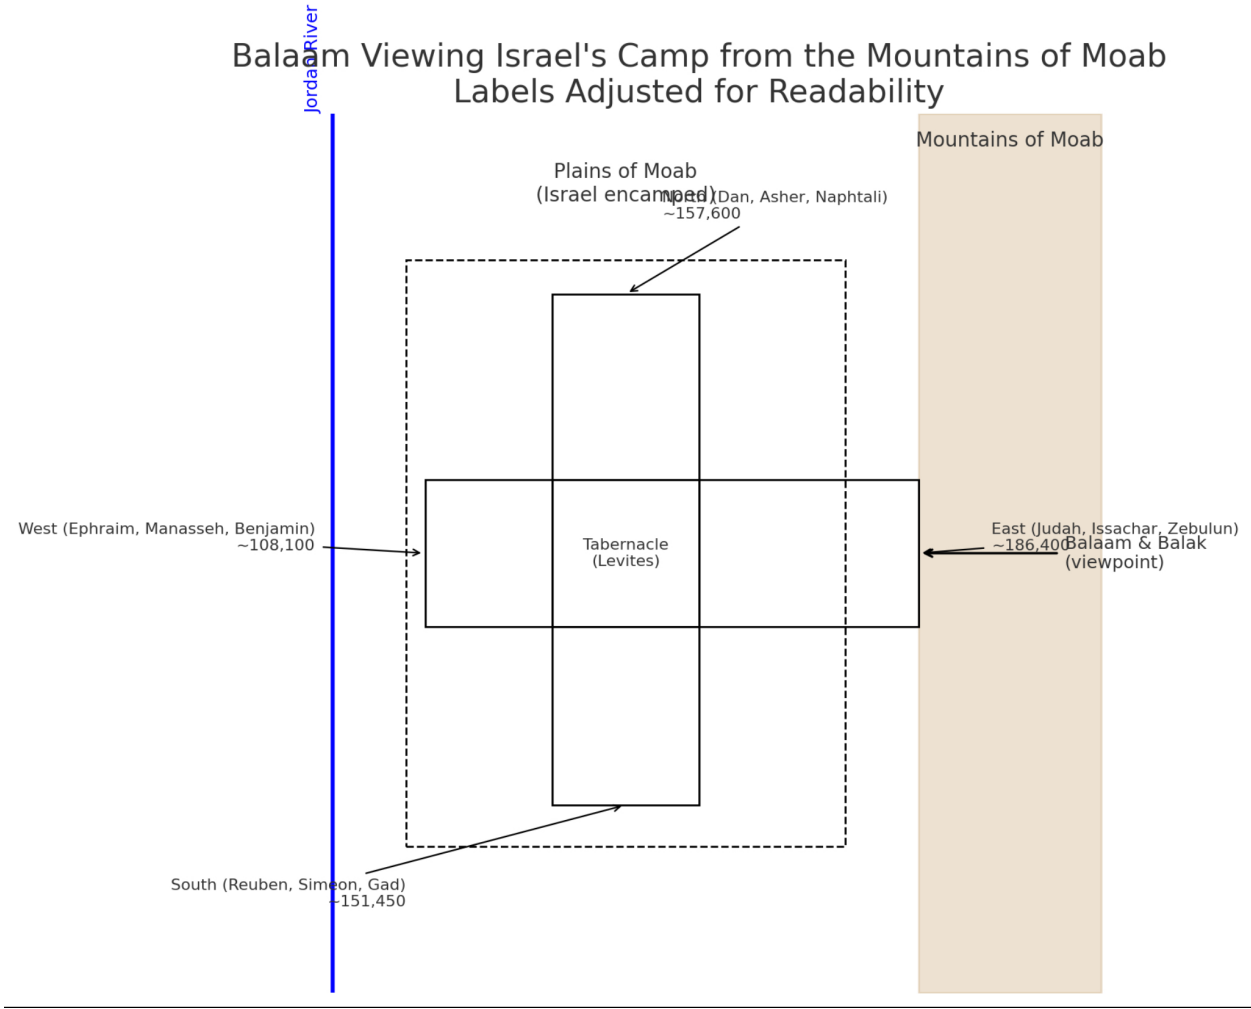 Jordan River
Balaam Viewing Israel's Camp from the Mountains of Moab
Labels Adjusted for Readability
Mountains of Moab
Plains of Moab
(Israel encamped)
North (Dan, Asher, Naphtali)
~157,600
West (Ephraim, Manasseh, Benjamin)
~108,100
Tabernacle
(Levites)
East (Judah, Issachar, Zebulun)
~186,400
Balaam & Balak
(viewpoint)
South (Reuben, Simeon, Gad)
~151,450